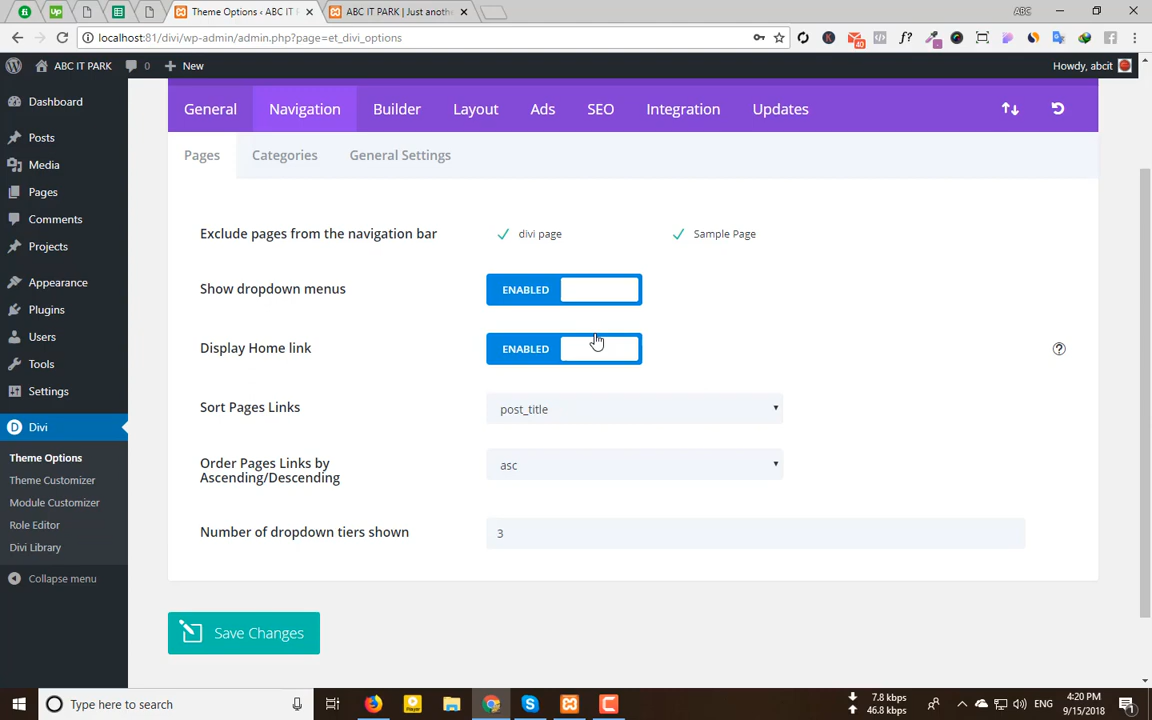 Theme Options ‹ ABC IT F
ABC IT PARK | Just anoth
ABC
localhost:81/divi/wp-admin/admin.php?page=et_divi_options
40
f?
ABC IT PARK
0
New
Howdy, abcit
Dashboard
Posts
Media
Pages
Comments
Projects
Appearance
Plugins
Users
Tools
Settings
Divi
Theme Options
Theme Customizer
Module Customizer
Role Editor
Divi Library
Collapse menu
General
Navigation
Builder
Layout
Ads
SEO
Integration
Updates
Pages
Categories
General Settings
Exclude pages from the navigation bar
divi page
Sample Page
Show dropdown menus
ENABLED
Display Home link
ENABLED
Sort Pages Links
post_title
Order Pages Links by
Ascending/Descending
asc
Number of dropdown tiers shown
3
Save Changes
Type here to search
7.8 kbps
46.8 kbps
ENG
4:20 PM
9/15/2018